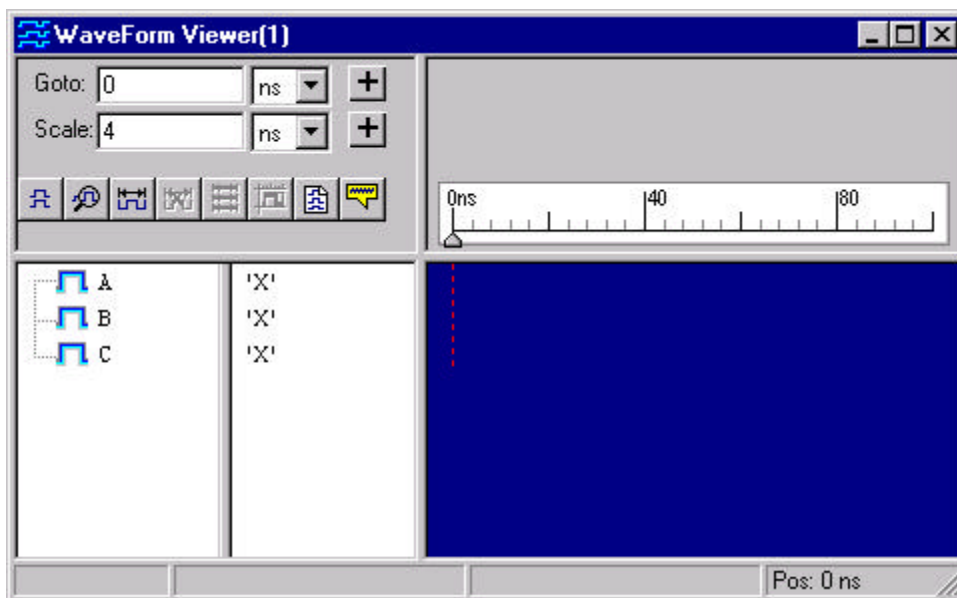 WaveForm Viewer(1)
Goto: 0 ns +
Scale: 4 ns +
0ns 40 80
A 'X'
B 'X'
C 'X'
Pos: 0 ns